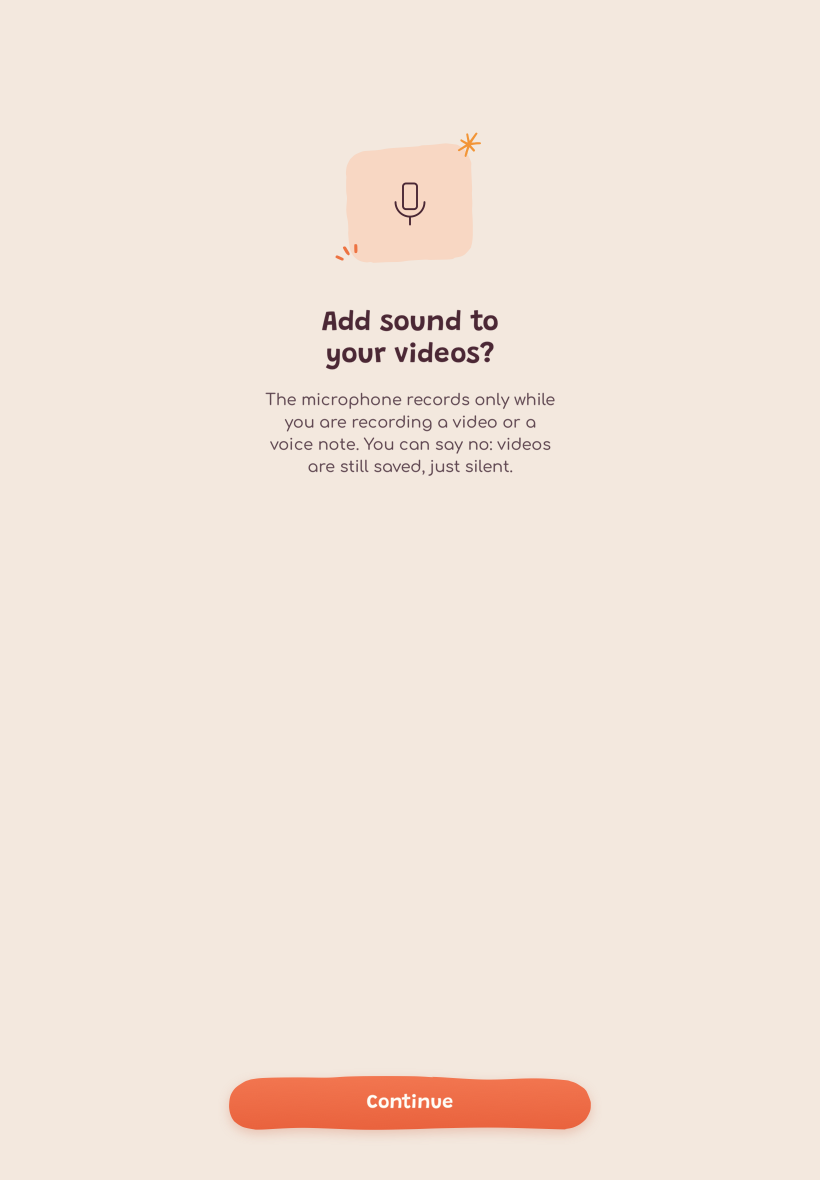 Add sound to
your videos?
The microphone records only while
you are recording a video or a
voice note. You can say no: videos
are still saved, just silent.
Continue